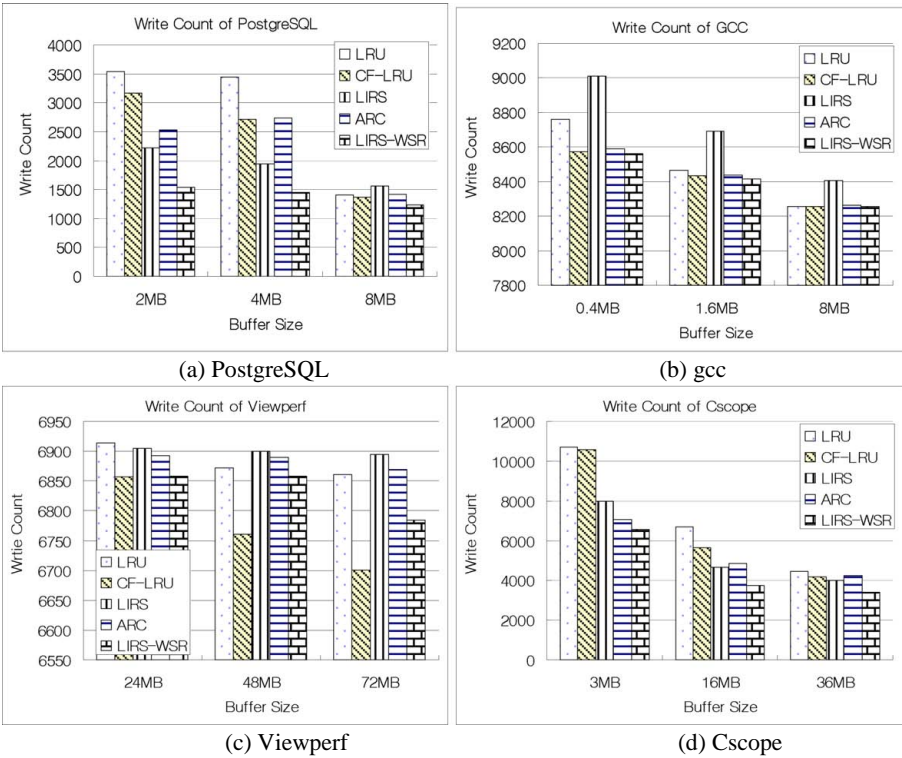 Write Count of PostgreSQL
4000
3500
3000
2500
2000
1500
1000
500
0
Write Count
2MB
4MB
8MB
Buffer Size
LRU
CF-LRU
LIRS
ARC
LIRS-WSR
(a) PostgreSQL
Write Count of GCC
9200
9000
8800
8600
8400
8200
8000
7800
Write Count
0.4MB
1.6MB
8MB
Buffer Size
LRU
CF-LRU
LIRS
ARC
LIRS-WSR
(b) gcc
Write Count of Viewperf
6950
6900
6850
6800
6750
6700
6650
6600
6550
Wrtie Count
LRU
CF-LRU
LIRS
ARC
LIRS-WSR
24MB
48MB
72MB
Buffer Size
(c) Viewperf
Write Count of Cscope
12000
10000
8000
6000
4000
2000
0
Write Count
3MB
16MB
36MB
Buffer Size
LRU
CF-LRU
LIRS
ARC
LIRS-WSR
(d) Cscope